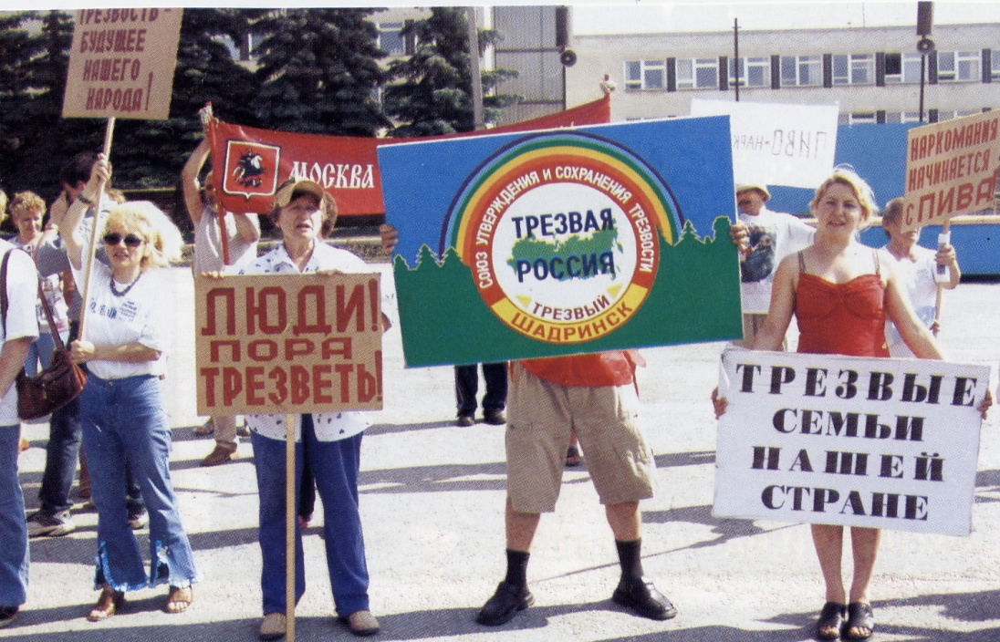 ТРЕЗВОСТЬ-
БУДУЩЕЕ
НАШЕГО
НАРОДА!
МОСКВА
ЛЮДИ!
ПОРА
ТРЕЗВЕТЬ!
СОЮЗ УТВЕРЖДЕНИЯ И СОХРАНЕНИЯ ТРЕЗВОСТИ
ТРЕЗВАЯ
РОССИЯ
ТРЕЗВЫЙ
ШАДРИНСК
ПИВО-НАРК
НАРКОМАНИЯ
НАЧИНАЕТСЯ
С ПИВА!
ТРЕЗВЫЕ
СЕМЬИ
НАШЕЙ
СТРАНЕ